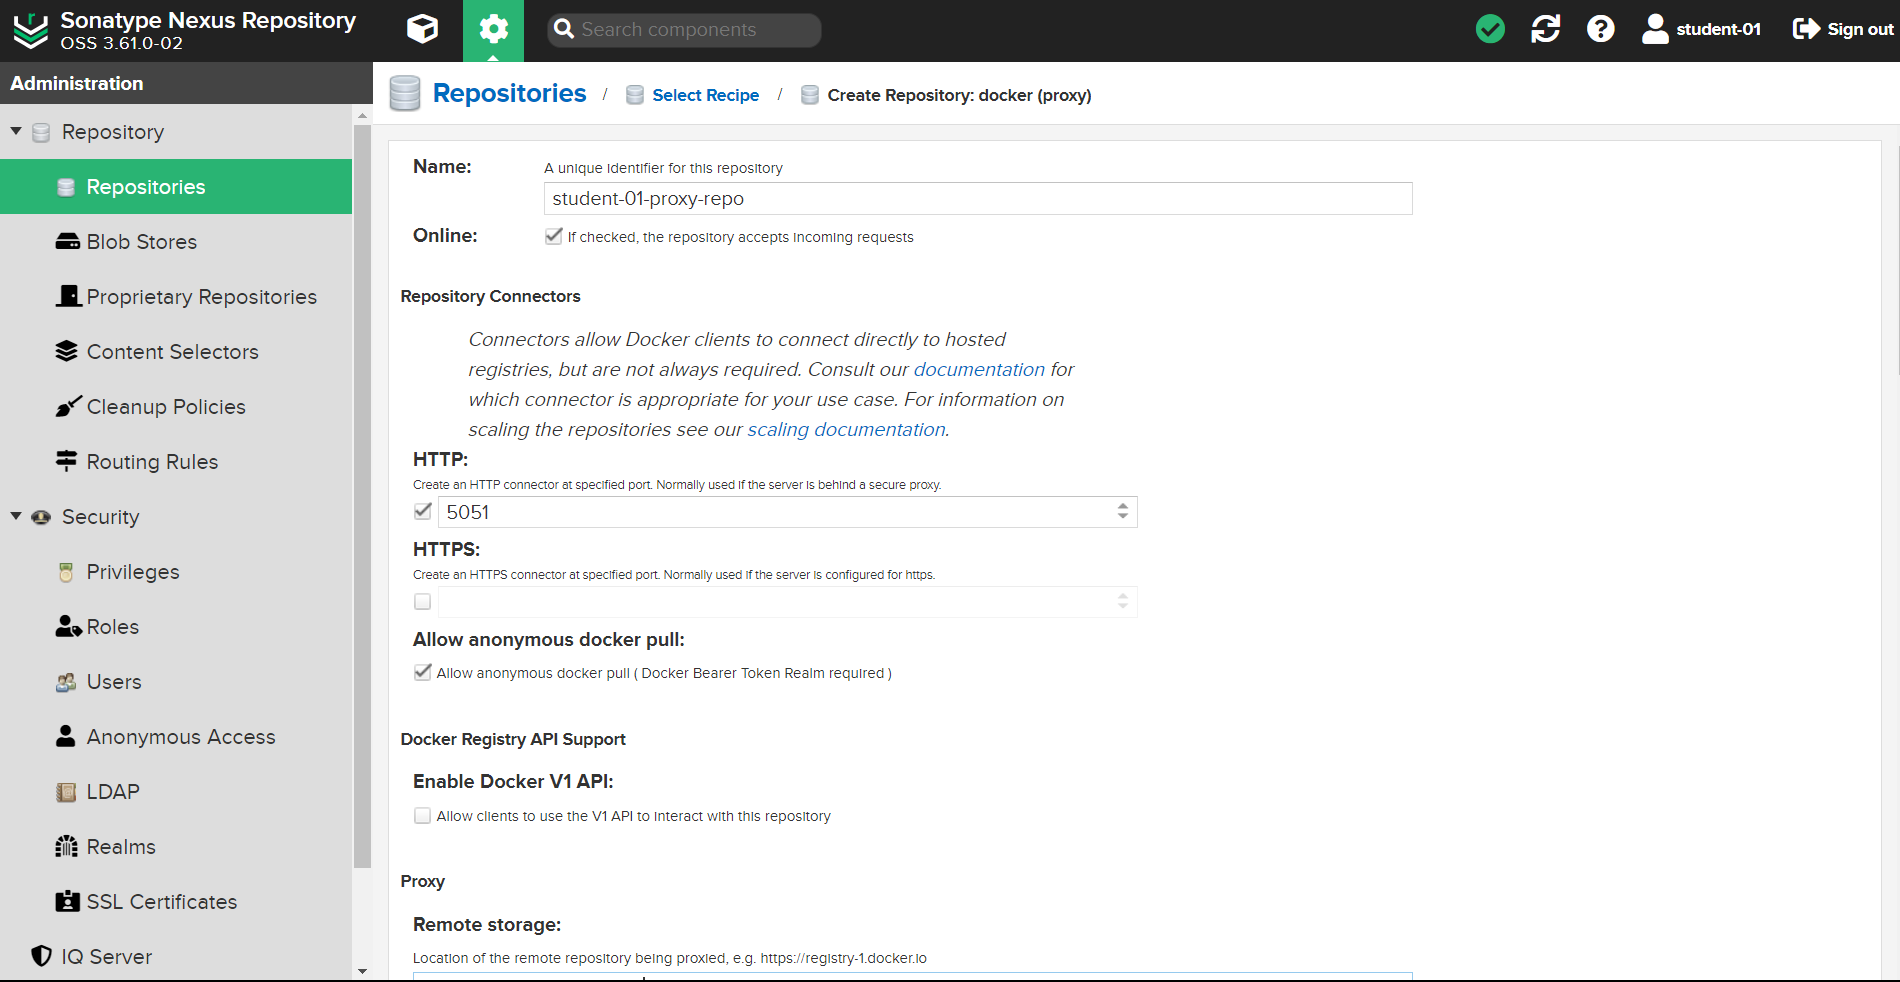 Sonatype Nexus Repository
OSS 3.61.0-02
Search components
student-01
Sign out
Administration
Repository
Repositories
Blob Stores
Proprietary Repositories
Content Selectors
Cleanup Policies
Routing Rules
Security
Privileges
Roles
Users
Anonymous Access
LDAP
Realms
SSL Certificates
IQ Server
Repositories / Select Recipe / Create Repository: docker (proxy)
Name:
A unique identifier for this repository
student-01-proxy-repo
Online:
If checked, the repository accepts incoming requests
Repository Connectors
Connectors allow Docker clients to connect directly to hosted
registries, but are not always required. Consult our documentation for
which connector is appropriate for your use case. For information on
scaling the repositories see our scaling documentation.
HTTP:
Create an HTTP connector at specified port. Normally used if the server is behind a secure proxy.
5051
HTTPS:
Create an HTTPS connector at specified port. Normally used if the server is configured for https.
Allow anonymous docker pull:
Allow anonymous docker pull ( Docker Bearer Token Realm required )
Docker Registry API Support
Enable Docker V1 API:
Allow clients to use the V1 API to interact with this repository
Proxy
Remote storage:
Location of the remote repository being proxied, e.g. https://registry-1.docker.io